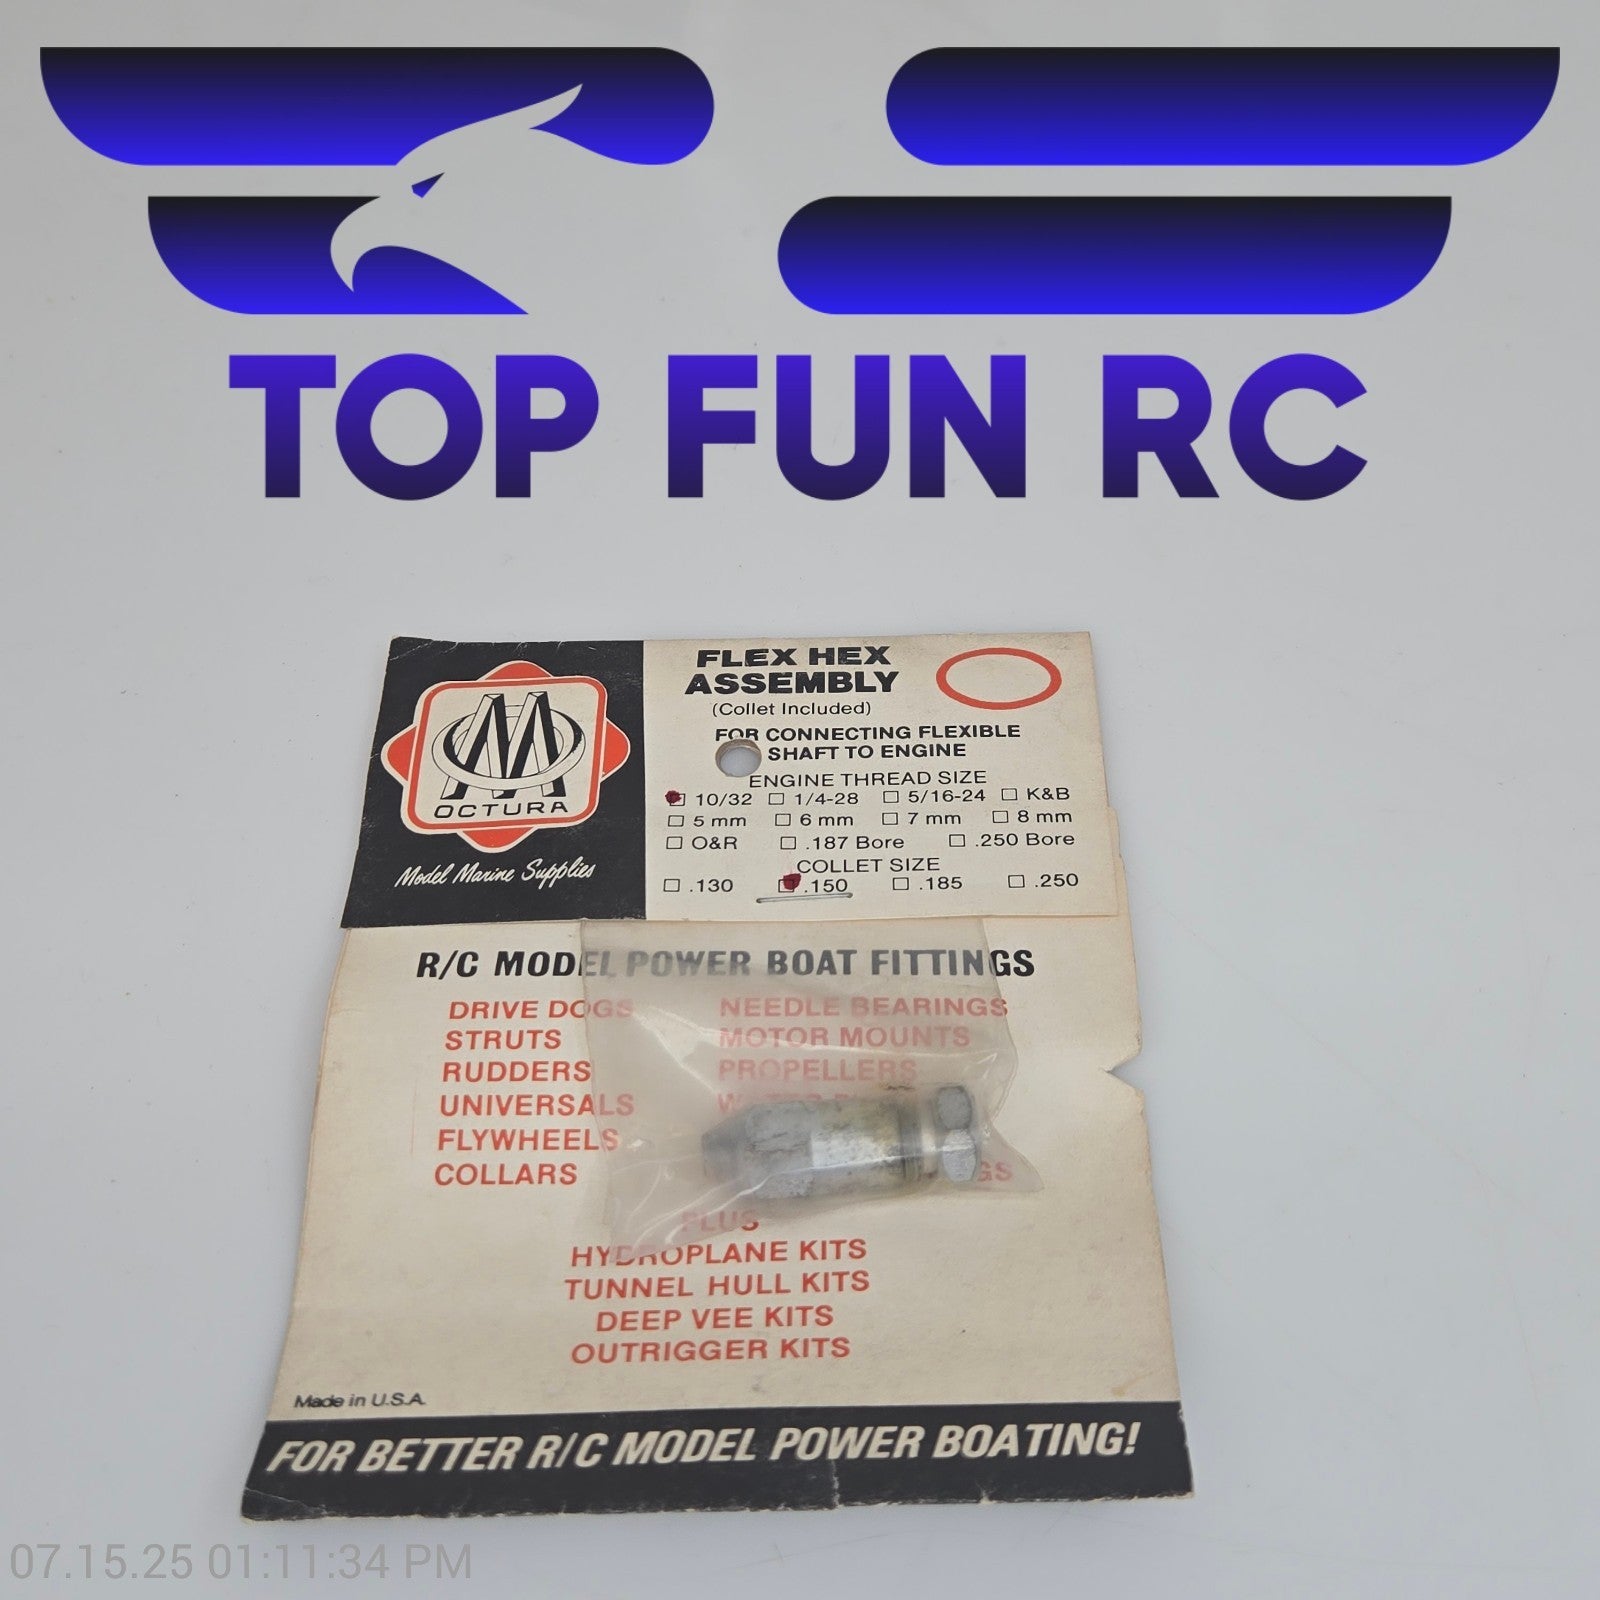 TOP FUN RC
FLEX HEX
ASSEMBLY
(Collet Included)
FOR CONNECTING FLEXIBLE
SHAFT TO ENGINE
ENGINE THREAD SIZE
10/32 1/4-28 5/16-24 K&B
5 mm 6 mm 7 mm 8 mm
O&R .187 Bore .250 Bore
COLLET SIZE
.130 .150 .185 .250
OCTURA
Model Marine Supplies
R/C MODEL POWER BOAT FITTINGS
DRIVE DOGS NEEDLE BEARINGS
STRUTS MOTOR MOUNTS
RUDDERS PROPELLERS
UNIVERSALS
FLYWHEELS
COLLARS
PLUS
HYDROPLANE KITS
TUNNEL HULL KITS
DEEP VEE KITS
OUTRIGGER KITS
Made in U.S.A.
FOR BETTER R/C MODEL POWER BOATING!
07.15.25 01:11:34 PM